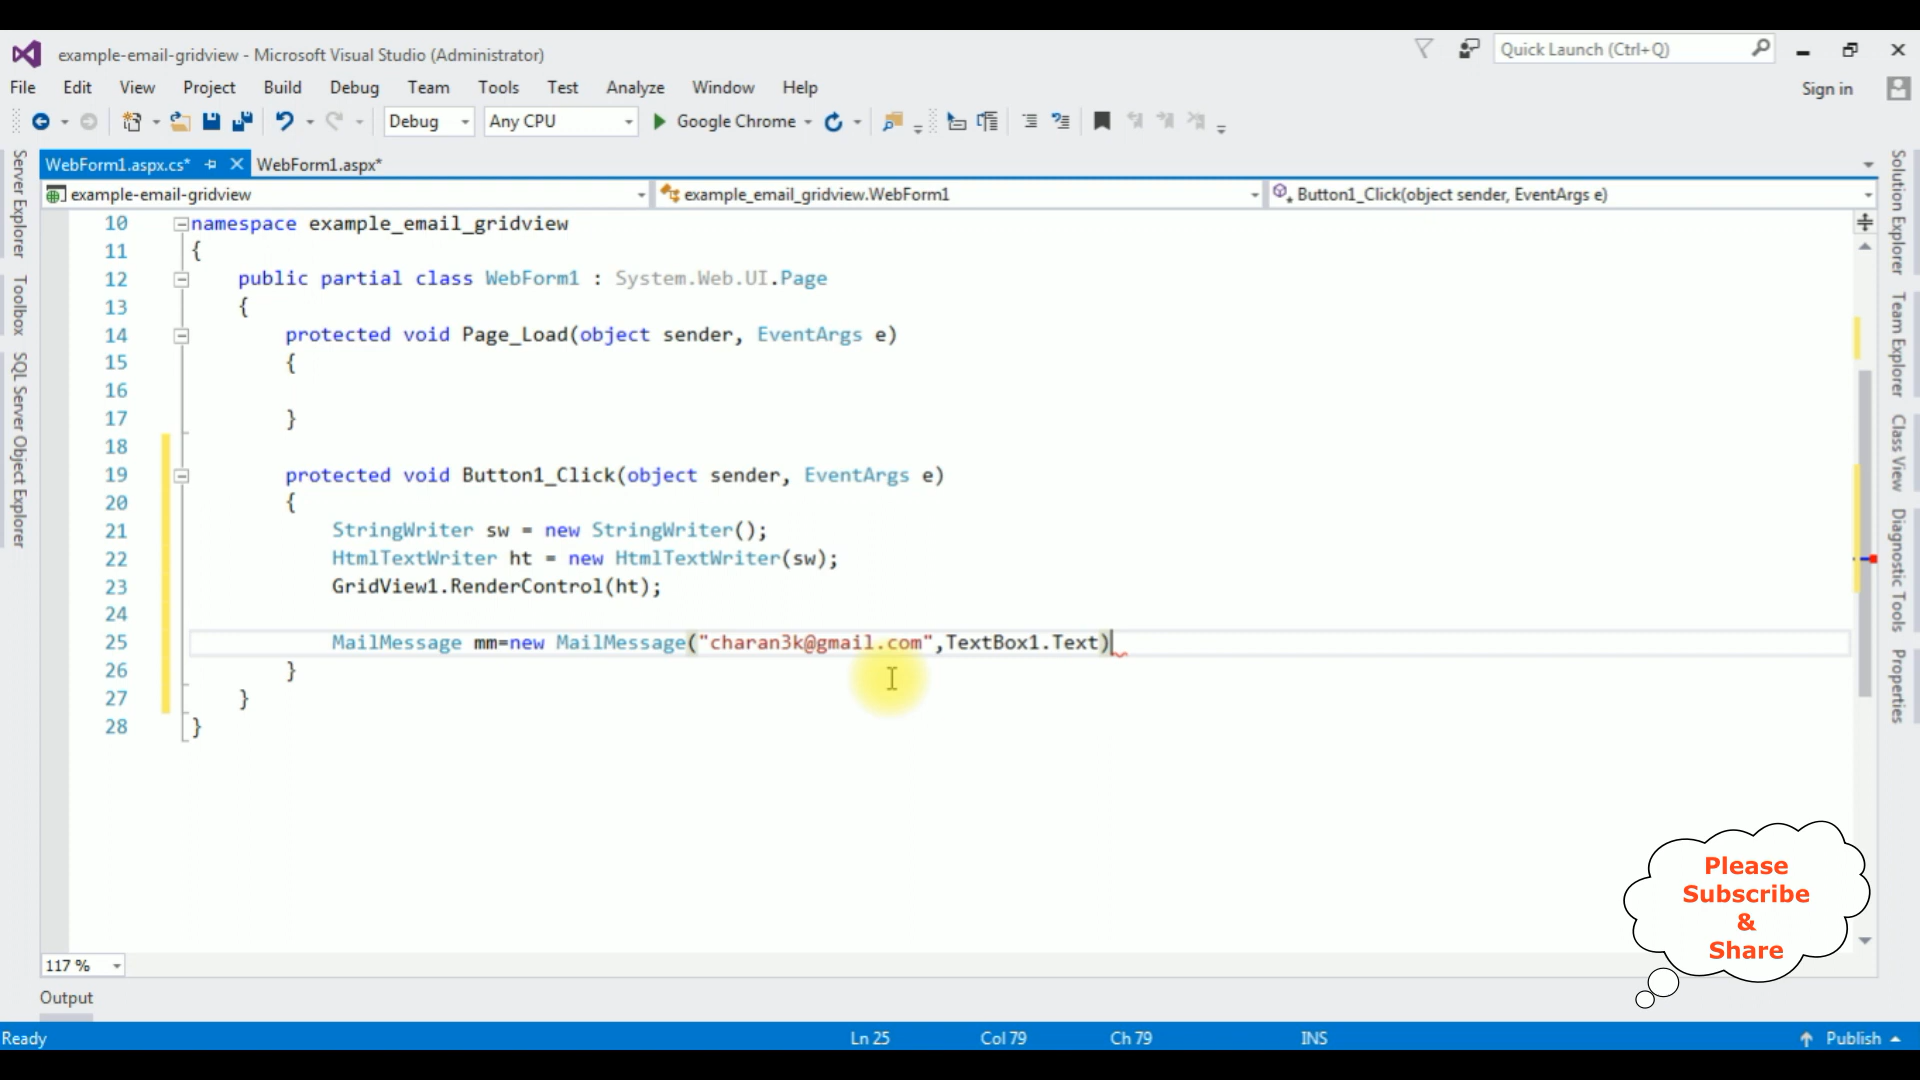 example-email-gridview - Microsoft Visual Studio (Administrator)
Quick Launch (Ctrl+Q)
File Edit View Project Build Debug Team Tools Test Analyze Window Help
Sign in
Debug Any CPU Google Chrome
WebForm1.aspx.cs* WebForm1.aspx*
example-email-gridview example_email_gridview.WebForm1 Button1_Click(object sender, EventArgs e)
10 namespace example_email_gridview
11 {
12 public partial class WebForm1 : System.Web.UI.Page
13 {
14 protected void Page_Load(object sender, EventArgs e)
15 {
16
17 }
18
19 protected void Button1_Click(object sender, EventArgs e)
20 {
21 StringWriter sw = new StringWriter();
22 HtmlTextWriter ht = new HtmlTextWriter(sw);
23 GridView1.RenderControl(ht);
24
25 MailMessage mm=new MailMessage("charan3k@gmail.com",TextBox1.Text)
26 }
27 }
28 }
Server Explorer
Toolbox
SQL Server Object Explorer
Solution Explorer
Team Explorer
Class View
Diagnostic Tools
Properties
Please
Subscribe
&
Share
117 %
Output
Ready Ln 25 Col 79 Ch 79 INS Publish